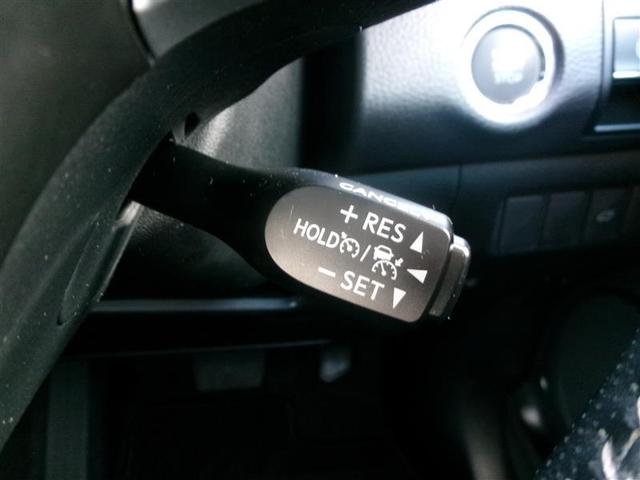 CANCEL
+ RES
HOLD /
− SET